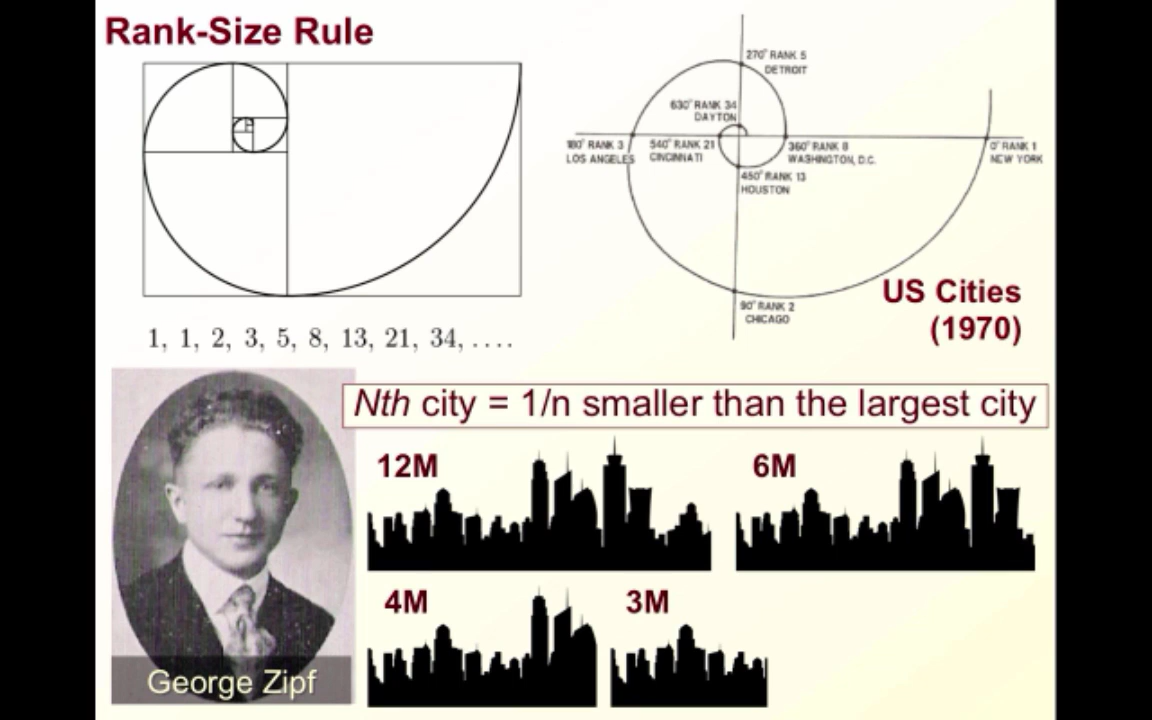 Rank-Size Rule
1, 1, 2, 3, 5, 8, 13, 21, 34, ....
270° RANK 5
DETROIT
630° RANK 34
DAYTON
180° RANK 3
LOS ANGELES
540° RANK 21
CINCINNATI
360° RANK 8
WASHINGTON, D.C.
0° RANK 1
NEW YORK
450° RANK 13
HOUSTON
90° RANK 2
CHICAGO
US Cities
(1970)
Nth city = 1/n smaller than the largest city
12M
6M
4M
3M
George Zipf